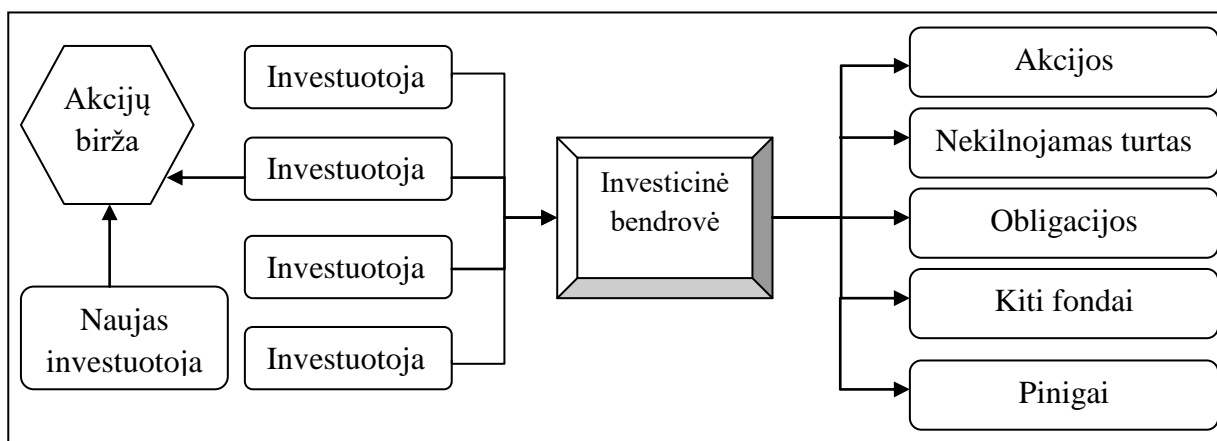 Akcijų
birža
Naujas
investuotoja
Investuotoja
Investuotoja
Investuotoja
Investuotoja
Investicinė
bendrovė
Akcijos
Nekilnojamas turtas
Obligacijos
Kiti fondai
Pinigai